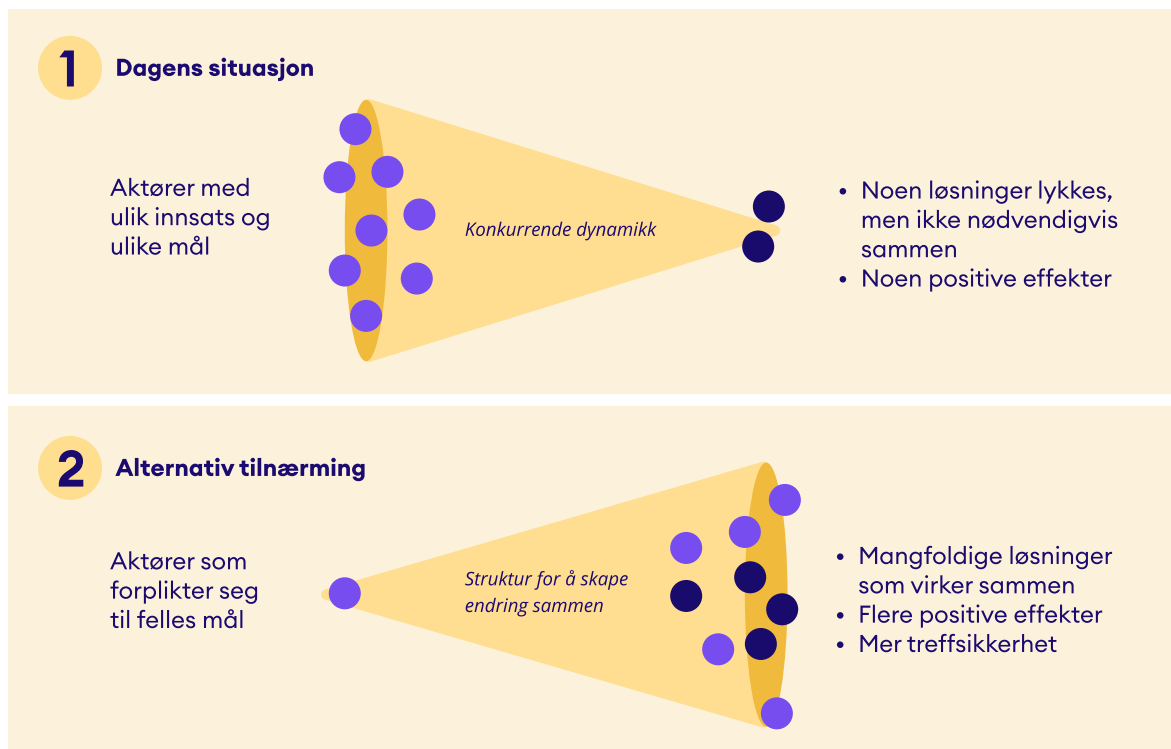 1
Dagens situasjon
Aktører med
ulik innsats og
ulike mål
Konkurrende dynamikk
• Noen løsninger lykkes,
men ikke nødvendigvis
sammen
• Noen positive effekter
2
Alternativ tilnærming
Aktører som
forplikter seg
til felles mål
Struktur for å skape
endring sammen
• Mangfoldige løsninger
som virker sammen
• Flere positive effekter
• Mer treffsikkerhet